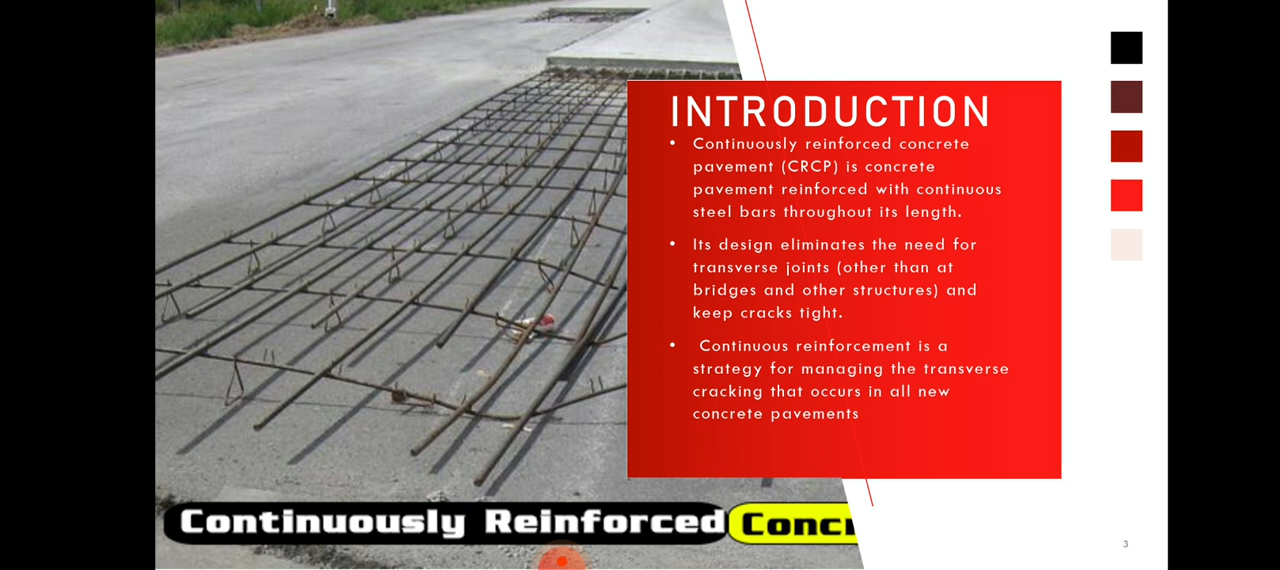 INTRODUCTION
• Continuously reinforced concrete
pavement (CRCP) is concrete
pavement reinforced with continuous
steel bars throughout its length.
• Its design eliminates the need for
transverse joints (other than at
bridges and other structures) and
keep cracks tight.
• Continuous reinforcement is a
strategy for managing the transverse
cracking that occurs in all new
concrete pavements
Continuously Reinforced
3